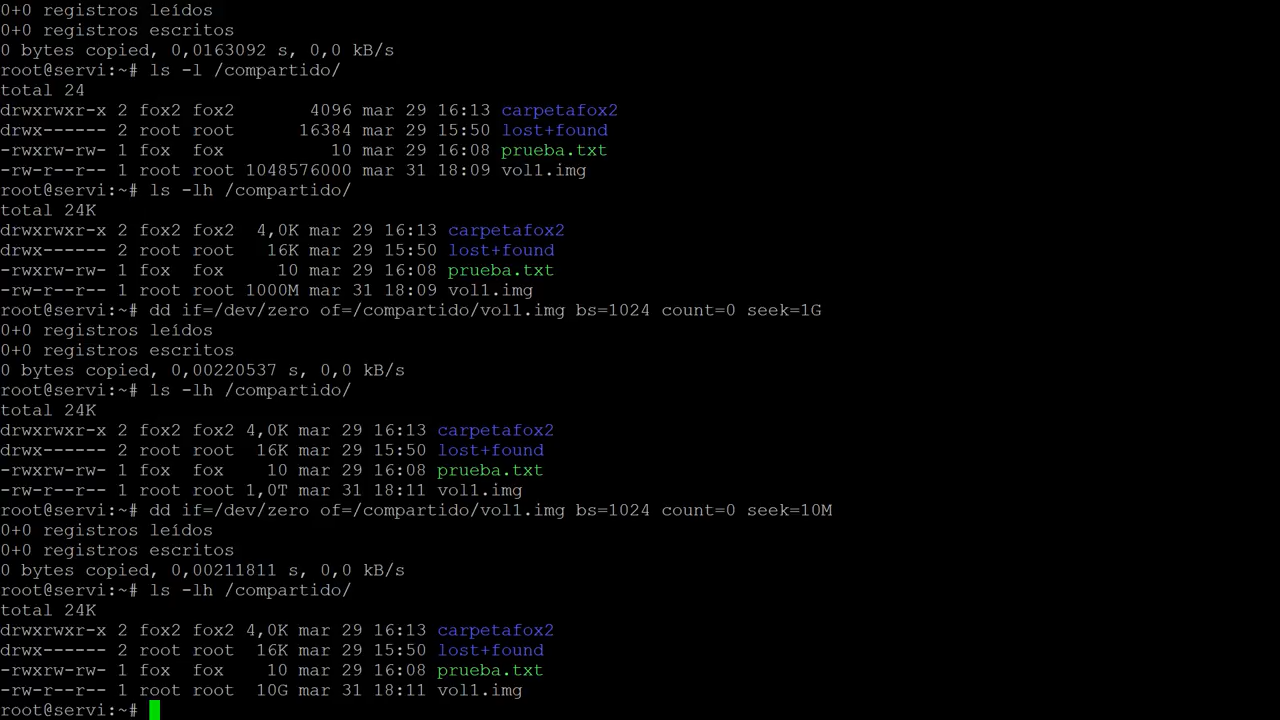 0+0 registros leídos
0+0 registros escritos
0 bytes copied, 0,0163092 s, 0,0 kB/s
root@servi:~# ls -l /compartido/
total 24
drwxrwxr-x 2 fox2 fox2       4096 mar 29 16:13 carpetafox2
drwx------ 2 root root      16384 mar 29 15:50 lost+found
-rwxrw-rw- 1 fox  fox          10 mar 29 16:08 prueba.txt
-rw-r--r-- 1 root root 1048576000 mar 31 18:09 vol1.img
root@servi:~# ls -lh /compartido/
total 24K
drwxrwxr-x 2 fox2 fox2  4,0K mar 29 16:13 carpetafox2
drwx------ 2 root root   16K mar 29 15:50 lost+found
-rwxrw-rw- 1 fox  fox     10 mar 29 16:08 prueba.txt
-rw-r--r-- 1 root root 1000M mar 31 18:09 vol1.img
root@servi:~# dd if=/dev/zero of=/compartido/vol1.img bs=1024 count=0 seek=1G
0+0 registros leídos
0+0 registros escritos
0 bytes copied, 0,00220537 s, 0,0 kB/s
root@servi:~# ls -lh /compartido/
total 24K
drwxrwxr-x 2 fox2 fox2 4,0K mar 29 16:13 carpetafox2
drwx------ 2 root root  16K mar 29 15:50 lost+found
-rwxrw-rw- 1 fox  fox    10 mar 29 16:08 prueba.txt
-rw-r--r-- 1 root root 1,0T mar 31 18:11 vol1.img
root@servi:~# dd if=/dev/zero of=/compartido/vol1.img bs=1024 count=0 seek=10M
0+0 registros leídos
0+0 registros escritos
0 bytes copied, 0,00211811 s, 0,0 kB/s
root@servi:~# ls -lh /compartido/
total 24K
drwxrwxr-x 2 fox2 fox2 4,0K mar 29 16:13 carpetafox2
drwx------ 2 root root  16K mar 29 15:50 lost+found
-rwxrw-rw- 1 fox  fox    10 mar 29 16:08 prueba.txt
-rw-r--r-- 1 root root  10G mar 31 18:11 vol1.img
root@servi:~#